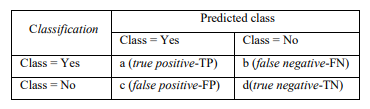 Classification
Predicted class
Class = Yes
Class = No
Class = Yes
a (true positive-TP)
b (false negative-FN)
Class = No
c (false positive-FP)
d(true negative-TN)